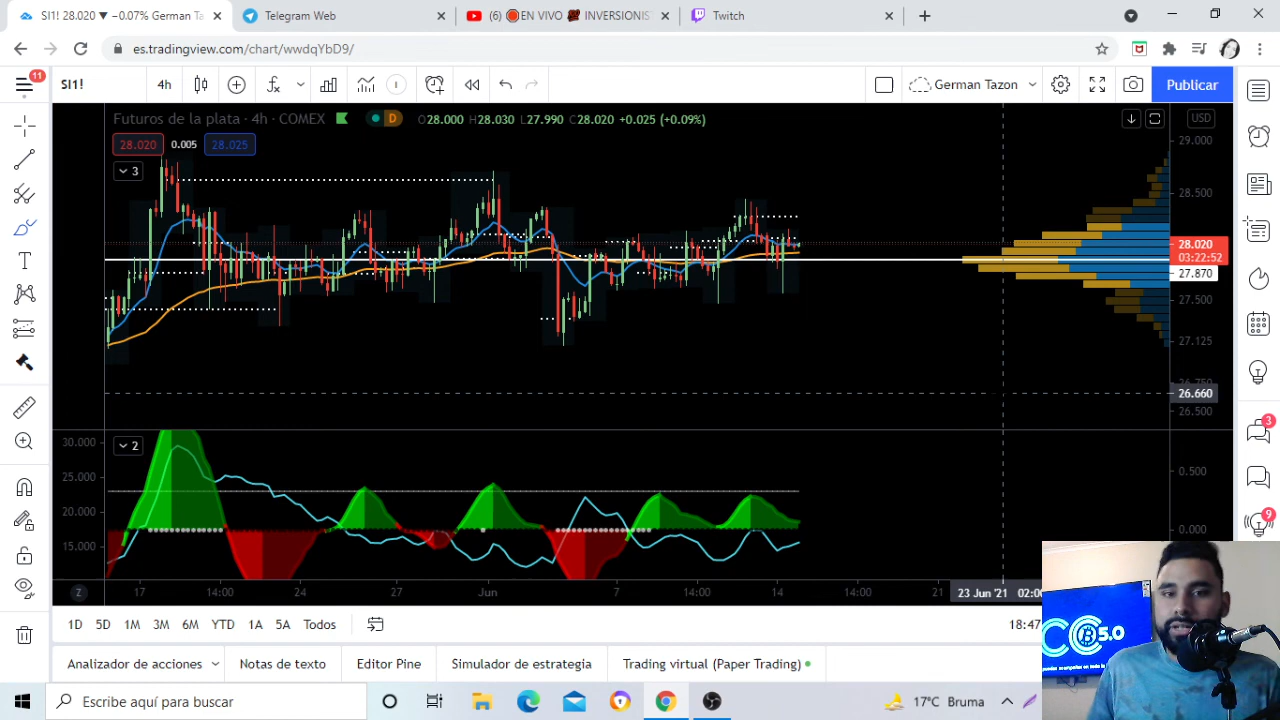 SI1! 28.020 ▼ −0.07% German Ta
Telegram Web
(6) EN VIVO INVERSIONIS
Twitch
es.tradingview.com/chart/wwdqYbD9/
11
SI1!
4h
German Tazon
Publicar
Futuros de la plata · 4h · COMEX
D
O28.000 H28.030 L27.990 C28.020 +0.025 (+0.09%)
USD
28.020
0.005
28.025
3
29.000
28.500
28.020
03:22:52
27.870
27.500
27.125
26.750
26.660
26.500
2
30.000
25.000
20.000
15.000
0.500
0.000
3
9
Z
17
14:00
24
27
Jun
7
14:00
14
14:00
21
23 Jun '21
02:00
1D
5D
1M
3M
6M
YTD
1A
5A
Todos
18:47
5.0
Analizador de acciones
Notas de texto
Editor Pine
Simulador de estrategia
Trading virtual (Paper Trading)
Escribe aquí para buscar
17°C Bruma